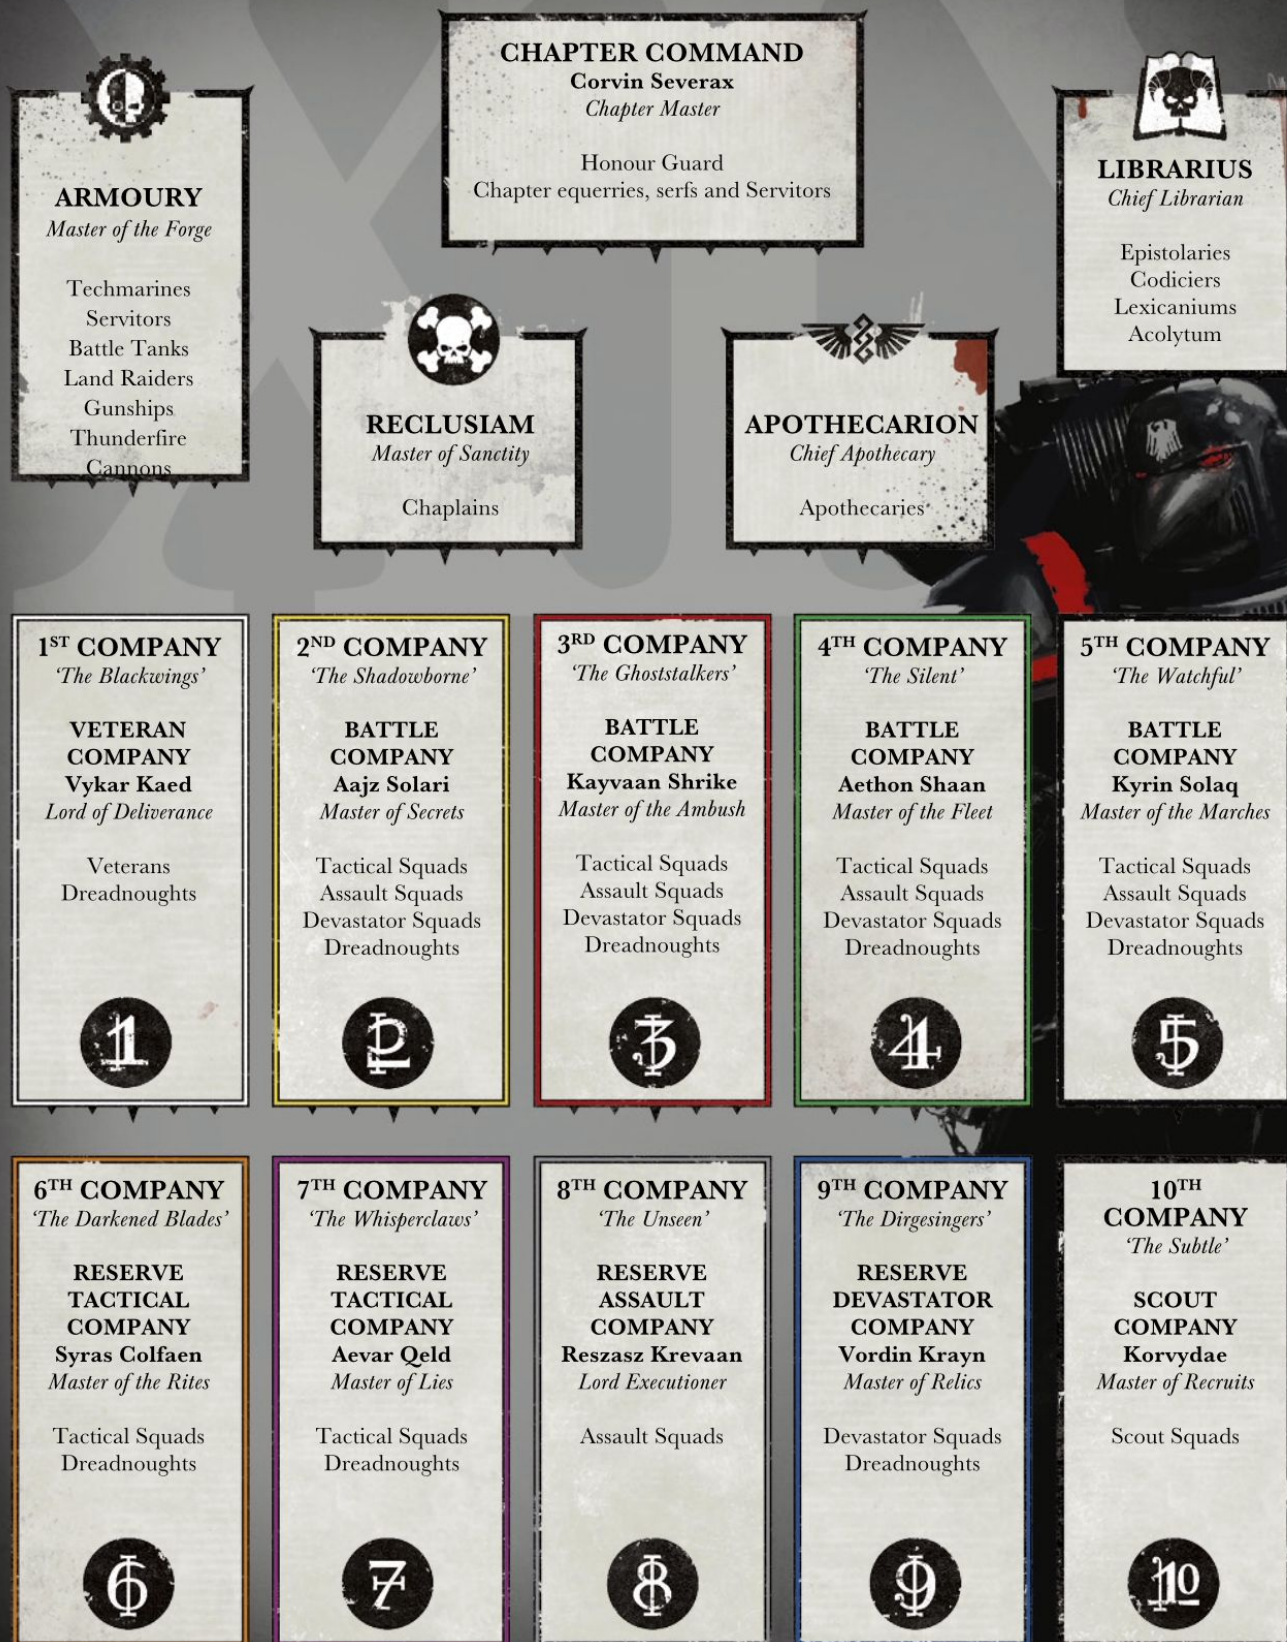 CHAPTER COMMAND
Corvin Severax
Chapter Master
Honour Guard
Chapter equerries, serfs and Servitors
ARMOURY
Master of the Forge
Techmarines
Servitors
Battle Tanks
Land Raiders
Gunships
Thunderfire
Cannons
LIBRARIUS
Chief Librarian
Epistolaries
Codiciers
Lexicaniums
Acolytum
RECLUSIAM
Master of Sanctity
Chaplains
APOTHECARION
Chief Apothecary
Apothecaries
1ST COMPANY
‘The Blackwings’
VETERAN
COMPANY
Vykar Kaed
Lord of Deliverance
Veterans
Dreadnoughts
1
2ND COMPANY
‘The Shadowborne’
BATTLE
COMPANY
Aajz Solari
Master of Secrets
Tactical Squads
Assault Squads
Devastator Squads
Dreadnoughts
2
3RD COMPANY
‘The Ghoststalkers’
BATTLE
COMPANY
Kayvaan Shrike
Master of the Ambush
Tactical Squads
Assault Squads
Devastator Squads
Dreadnoughts
3
4TH COMPANY
‘The Silent’
BATTLE
COMPANY
Aethon Shaan
Master of the Fleet
Tactical Squads
Assault Squads
Devastator Squads
Dreadnoughts
4
5TH COMPANY
‘The Watchful’
BATTLE
COMPANY
Kyrin Solaq
Master of the Marches
Tactical Squads
Assault Squads
Devastator Squads
Dreadnoughts
5
6TH COMPANY
‘The Darkened Blades’
RESERVE
TACTICAL
COMPANY
Syras Colfaen
Master of the Rites
Tactical Squads
Dreadnoughts
6
7TH COMPANY
‘The Whisperclaws’
RESERVE
TACTICAL
COMPANY
Aevar Qeld
Master of Lies
Tactical Squads
Dreadnoughts
7
8TH COMPANY
‘The Unseen’
RESERVE
ASSAULT
COMPANY
Reszasz Krevaan
Lord Executioner
Assault Squads
8
9TH COMPANY
‘The Dirgesingers’
RESERVE
DEVASTATOR
COMPANY
Vordin Krayn
Master of Relics
Devastator Squads
Dreadnoughts
9
10TH
COMPANY
‘The Subtle’
SCOUT
COMPANY
Korvydae
Master of Recruits
Scout Squads
10